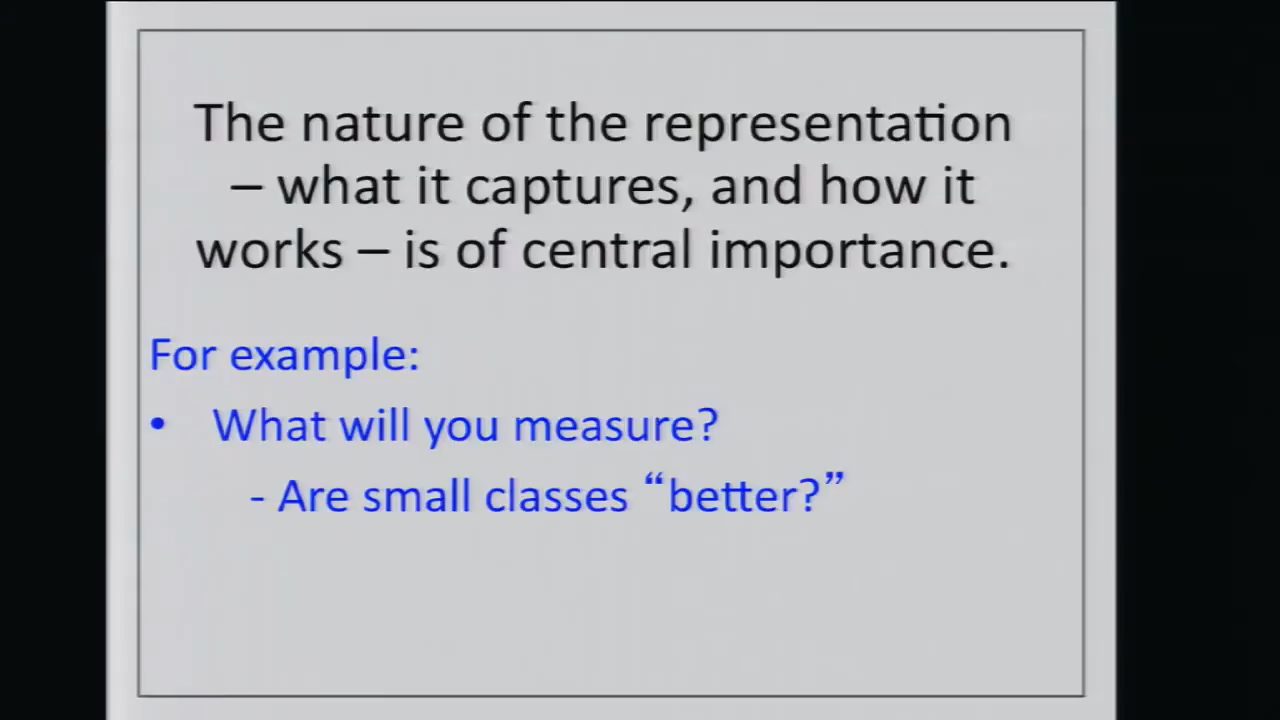 The nature of the representation
– what it captures, and how it
works – is of central importance.
For example:
• What will you measure?
- Are small classes “better?”